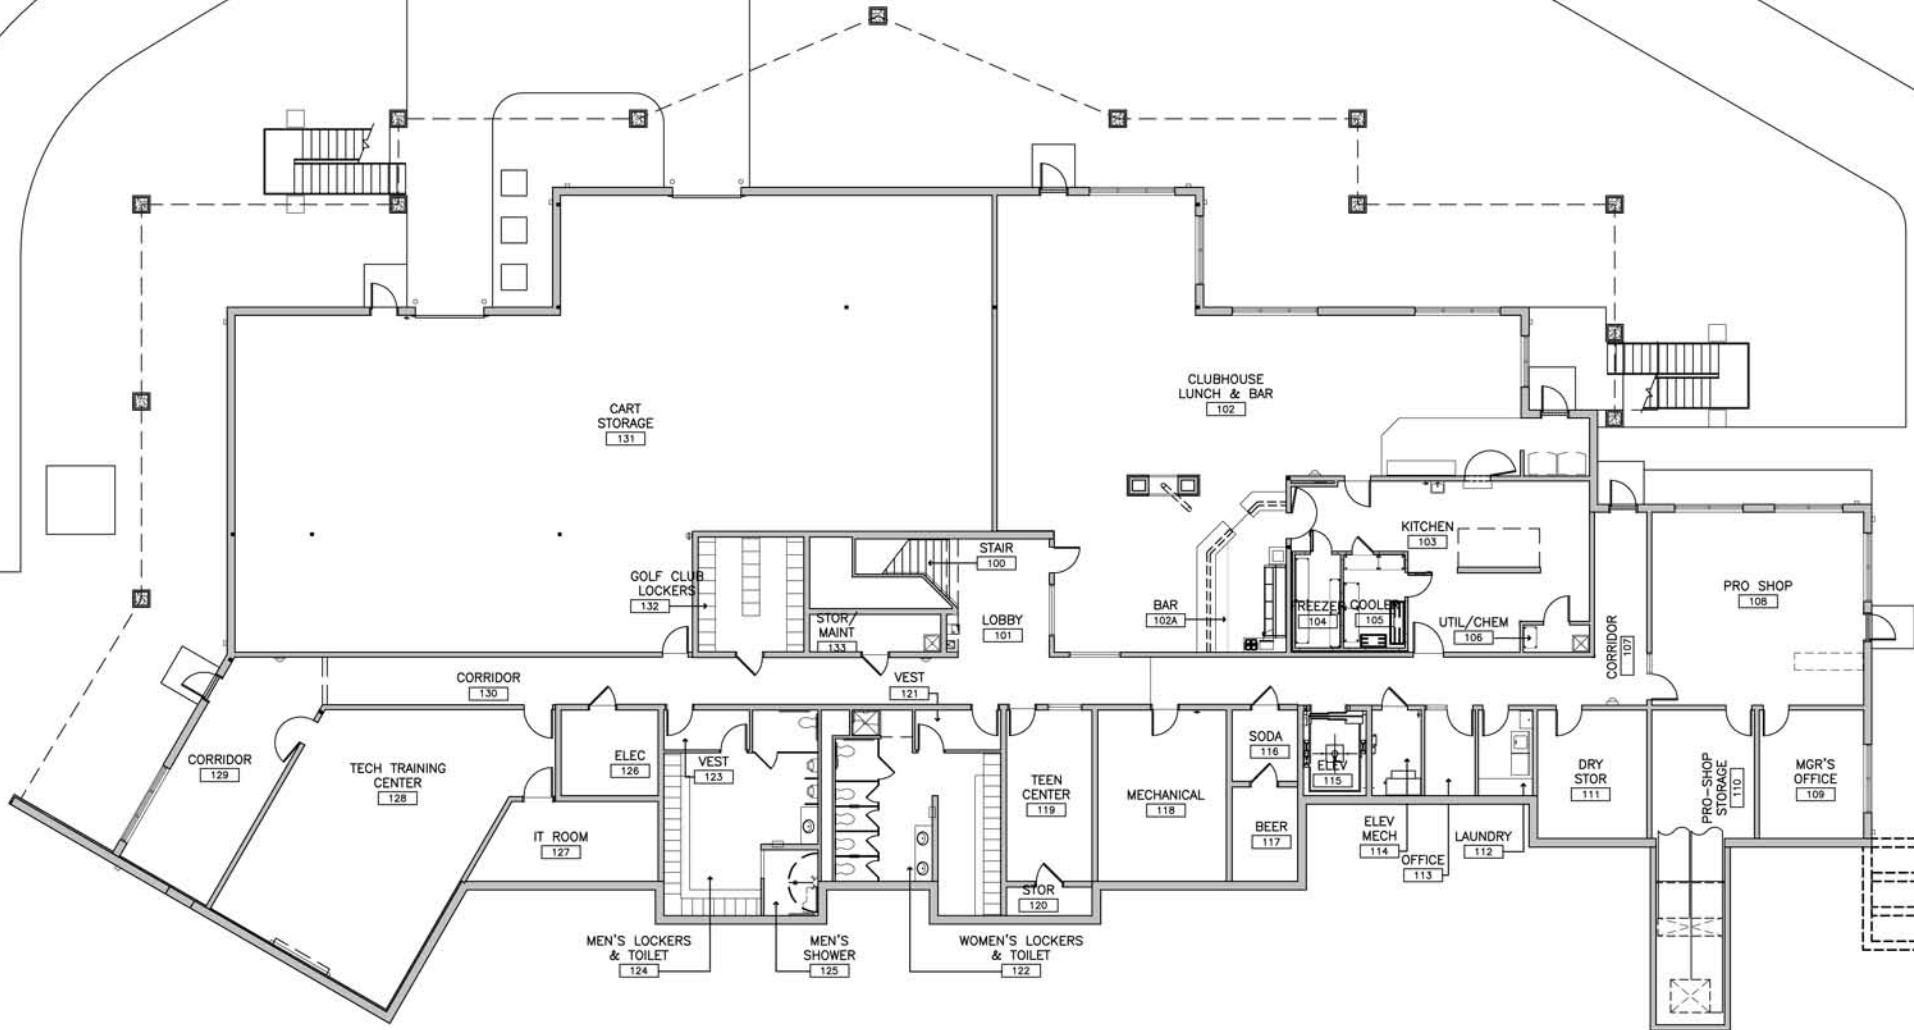 CLUBHOUSE
LUNCH & BAR
102
CART
STORAGE
131
KITCHEN
103
STAIR
100
GOLF CLUB
LOCKERS
132
PRO SHOP
108
BAR
102A
FREEZER
104
COOLER
105
STOR/
MAINT
133
LOBBY
101
UTIL/CHEM
106
CORRIDOR
107
CORRIDOR
130
VEST
121
CORRIDOR
129
TECH TRAINING
CENTER
128
ELEC
126
VEST
123
TEEN
CENTER
119
MECHANICAL
118
SODA
116
ELEV
115
DRY
STOR
111
PRO-SHOP
STORAGE
110
MGR'S
OFFICE
109
IT ROOM
127
BEER
117
ELEV
MECH
114
OFFICE
113
LAUNDRY
112
STOR
120
MEN'S LOCKERS
& TOILET
124
MEN'S
SHOWER
125
WOMEN'S LOCKERS
& TOILET
122